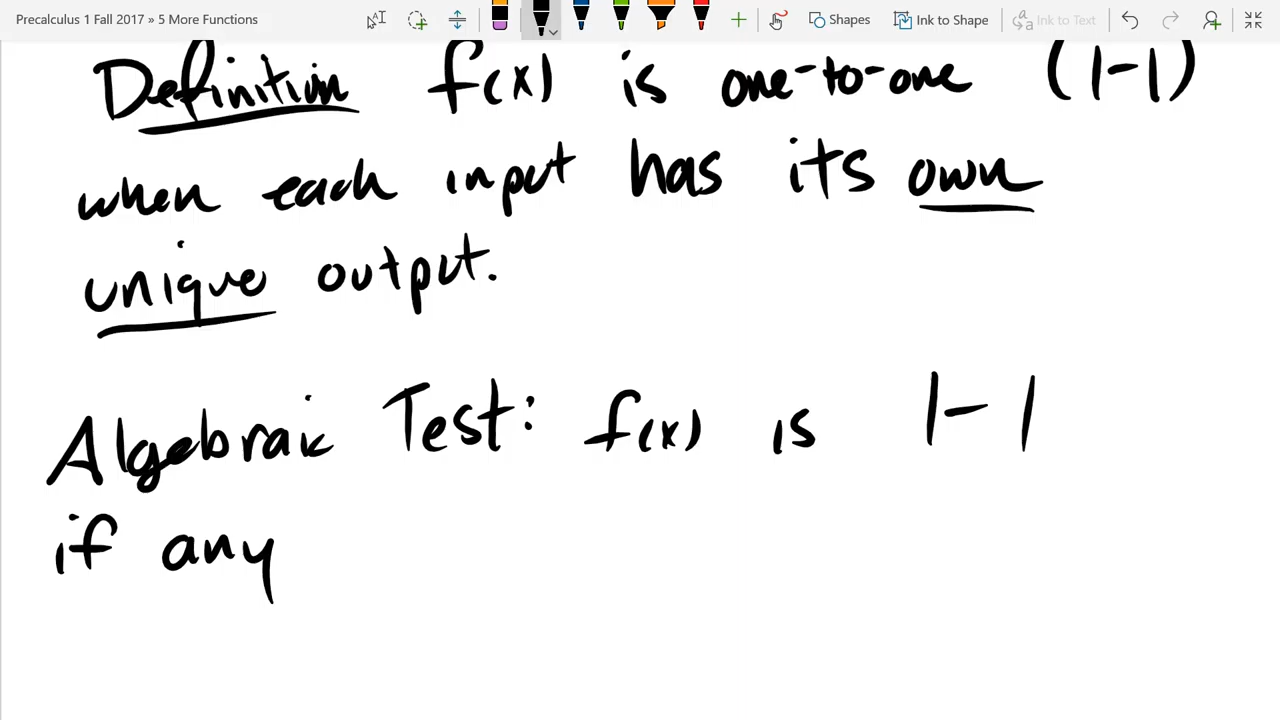 Precalculus 1 Fall 2017 » 5 More Functions
Shapes
Ink to Shape
Ink to Text
Definition f(x) is one-to-one (1-1)
when each input has its own
unique output.
Algebraic Test: f(x) is 1-1
if any